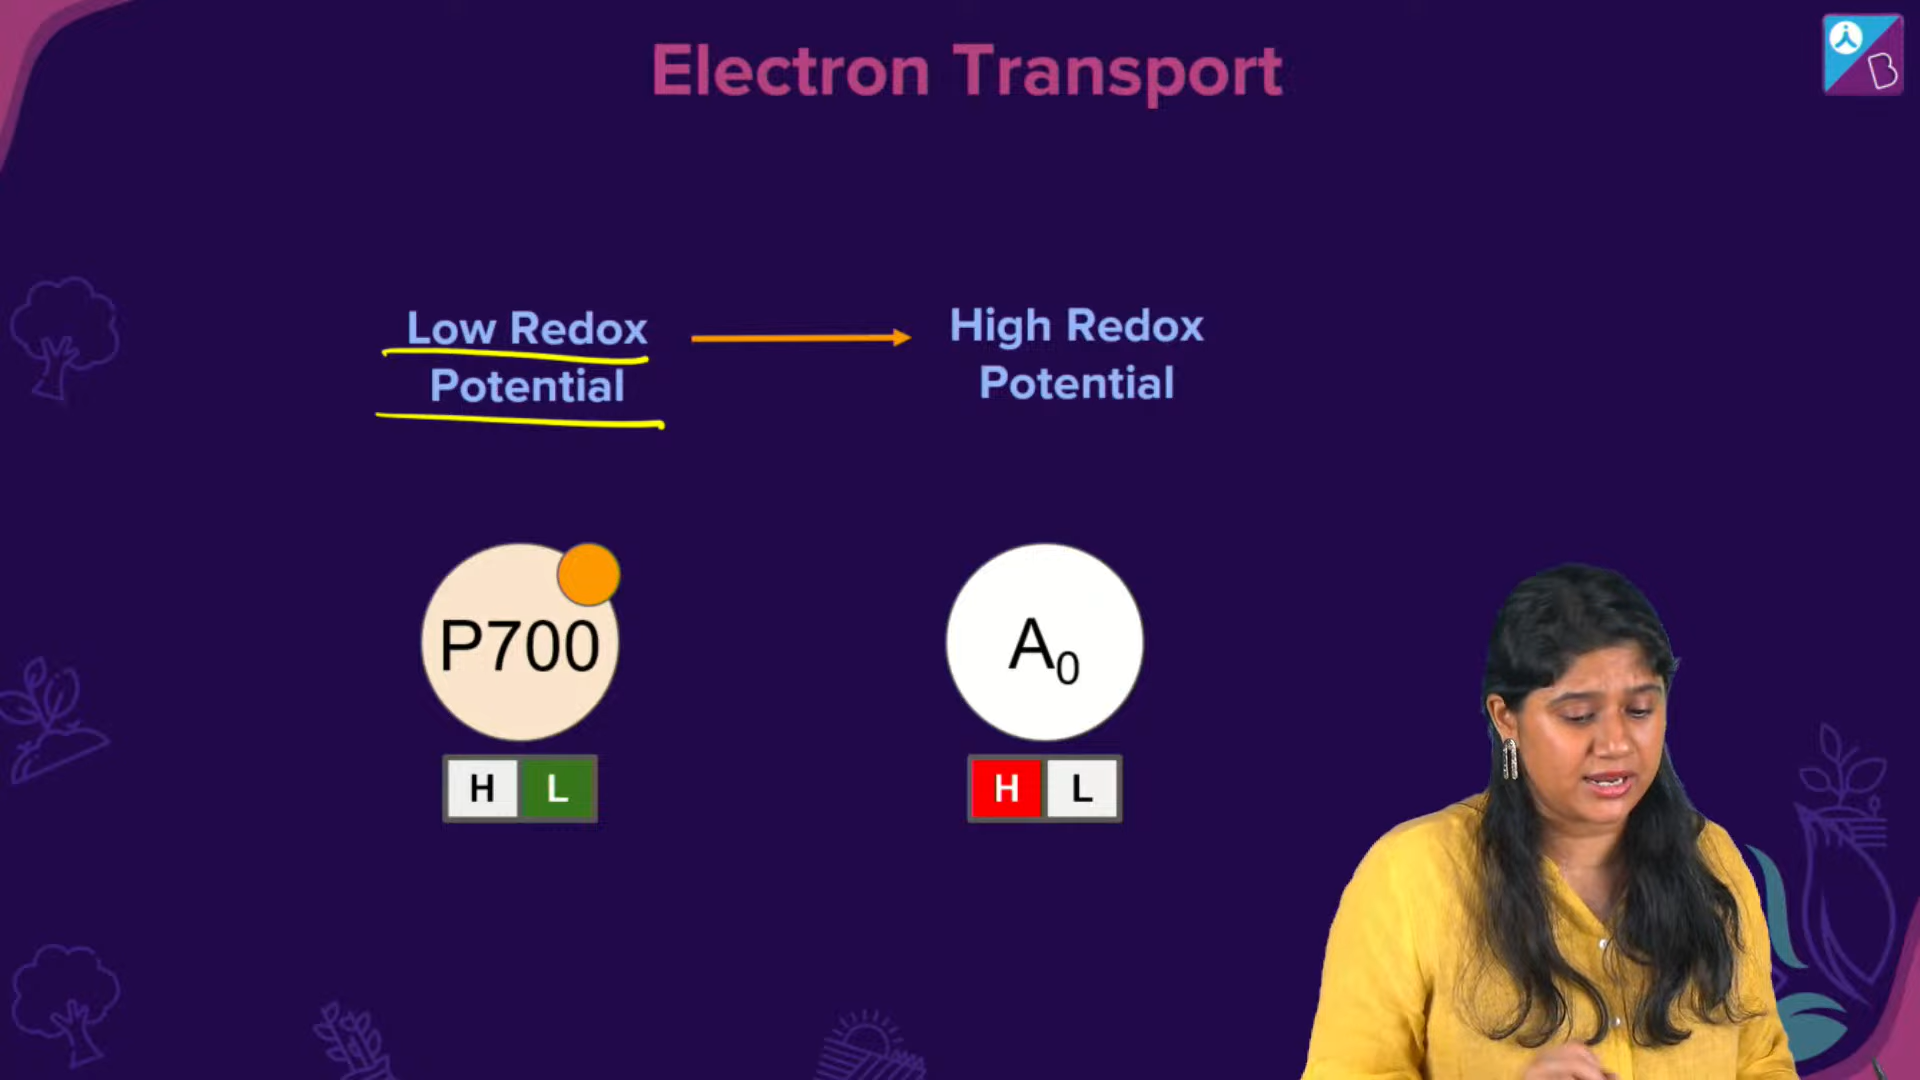 Electron Transport
B
Low Redox
Potential
High Redox
Potential
P700
A₀
H L
H L